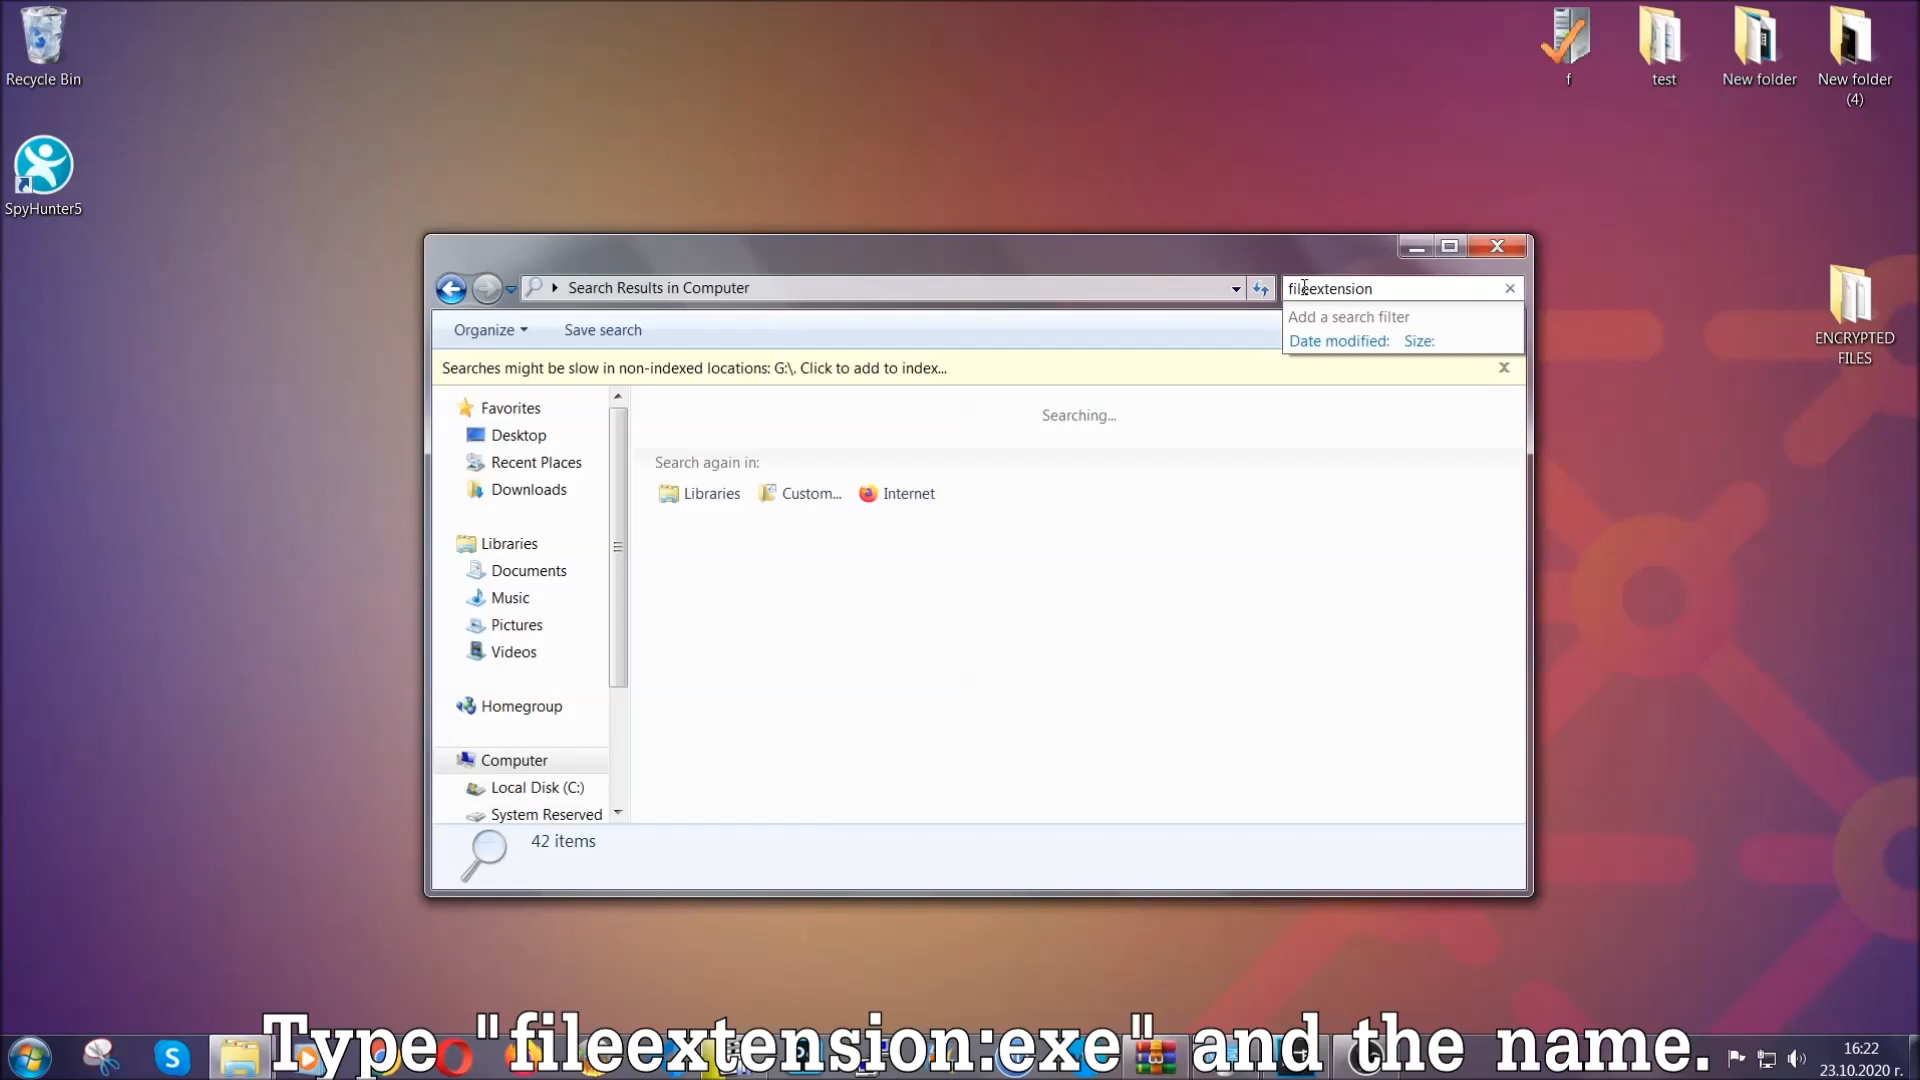 Recycle Bin
SpyHunter5
f
test
New folder
New folder
(4)
ENCRYPTED
FILES
Search Results in Computer
fileextension
Add a search filter
Date modified: Size:
Organize
Save search
Searches might be slow in non-indexed locations: G:\. Click to add to index...
Favorites
Desktop
Recent Places
Downloads
Libraries
Documents
Music
Pictures
Videos
Homegroup
Computer
Local Disk (C:)
System Reserved
Searching...
Search again in:
Libraries
Custom...
Internet
42 items
Type "fileextension:exe" and the name.
16:22
23.10.2020 г.